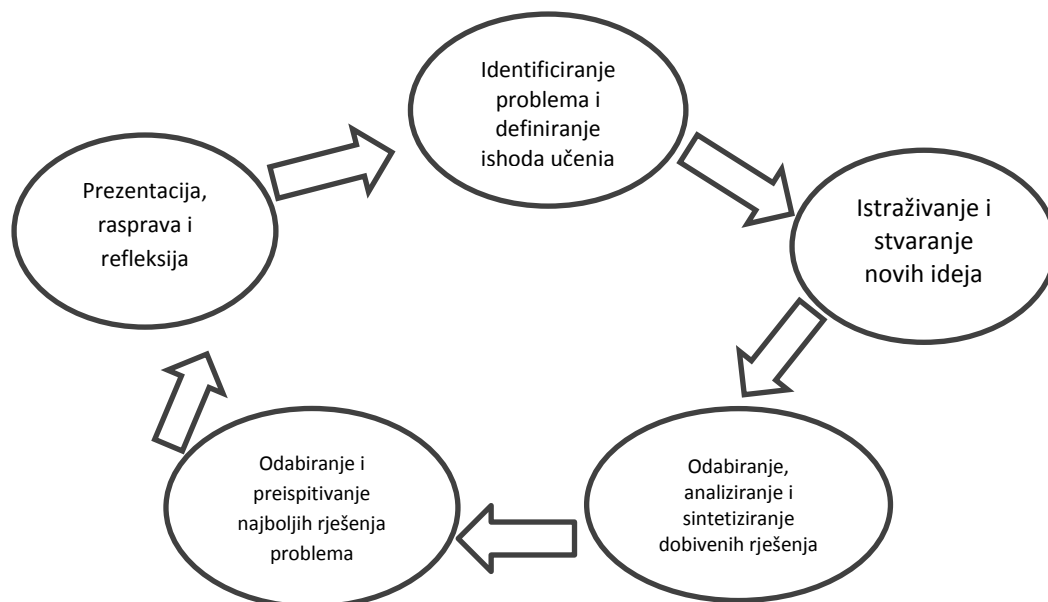 Identificiranje
problema i
definiranje
ishoda učenia
Istraživanje i
stvaranje
novih ideja
Odabiranje,
analiziranje i
sintetiziranje
dobivenih rješenja
Odabiranje i
preispitivanje
najboljih rješenja
problema
Prezentacija,
rasprava i
refleksija